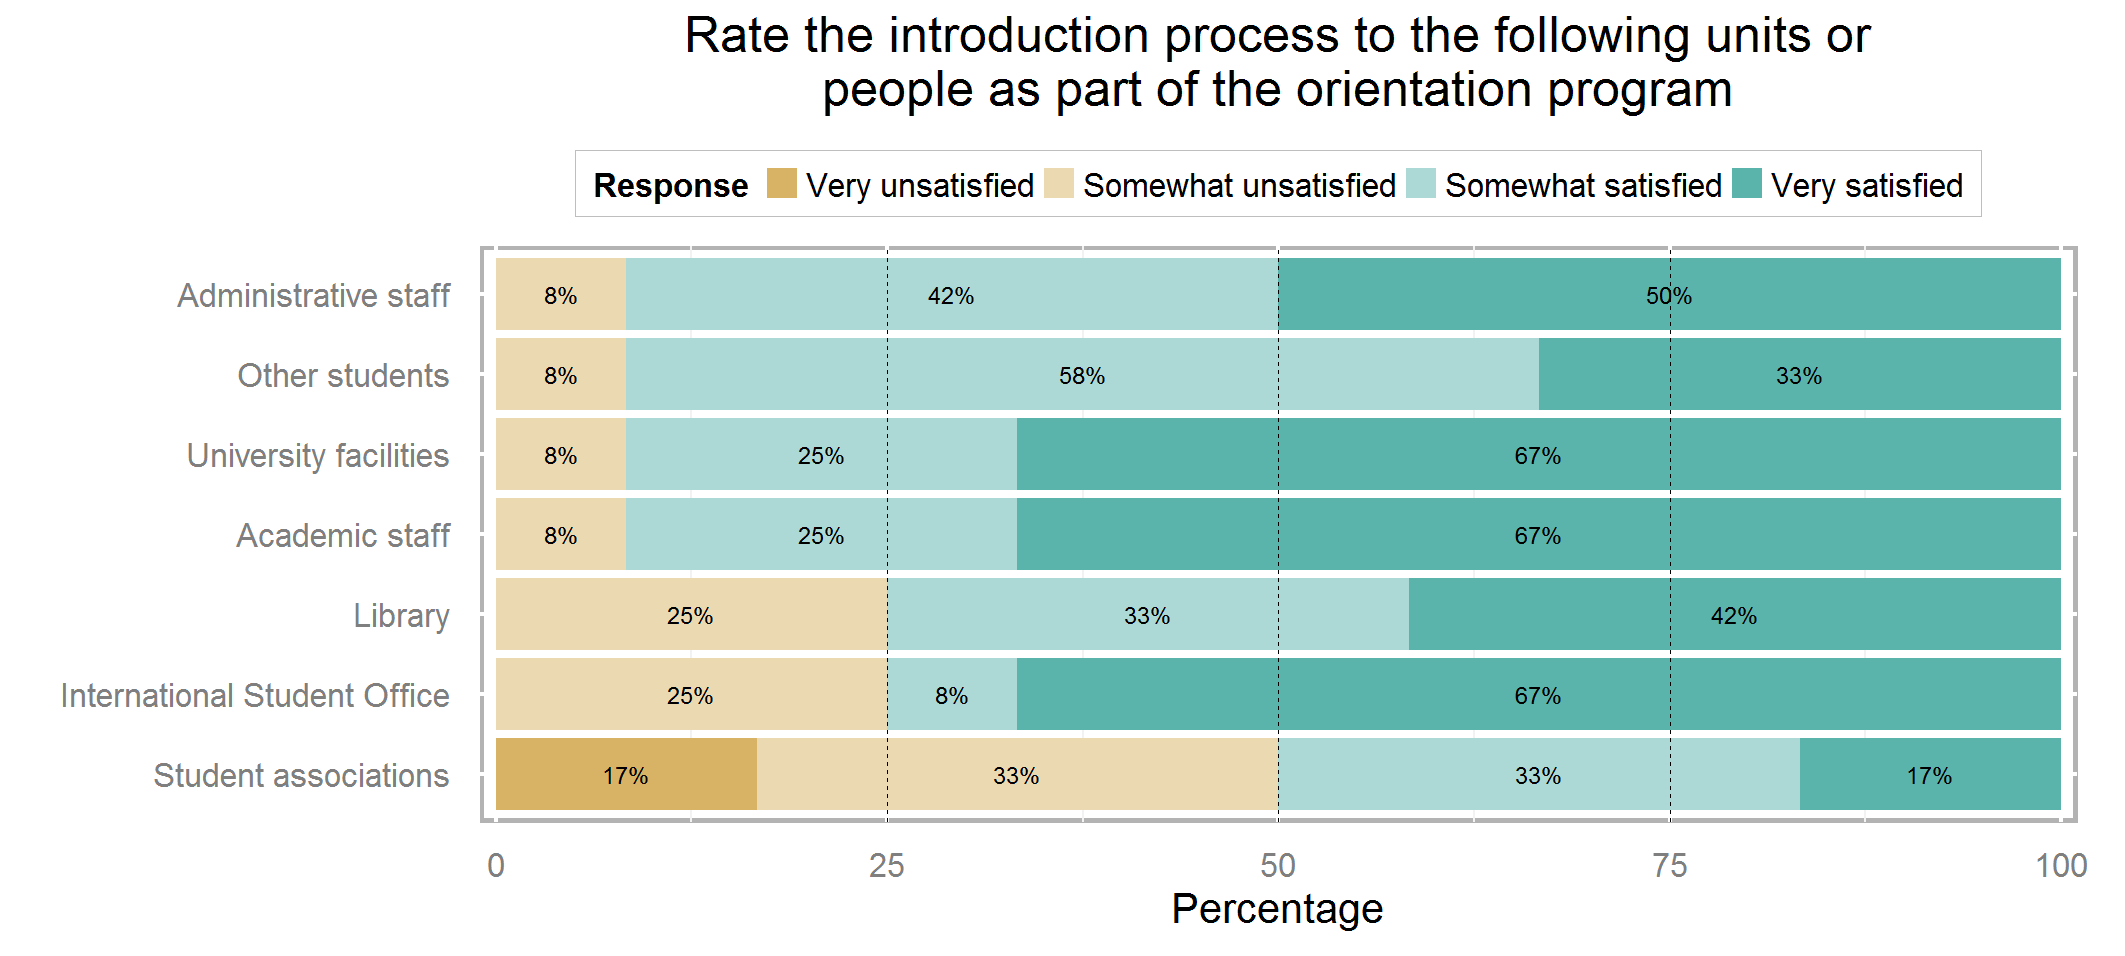 Rate the introduction process to the following units or
people as part of the orientation program
Response Very unsatisfied Somewhat unsatisfied Somewhat satisfied Very satisfied
Administrative staff 8% 42% 50%
Other students 8% 58% 33%
University facilities 8% 25% 67%
Academic staff 8% 25% 67%
Library 25% 33% 42%
International Student Office 25% 8% 67%
Student associations 17% 33% 33% 17%
0 25 50 75 100
Percentage